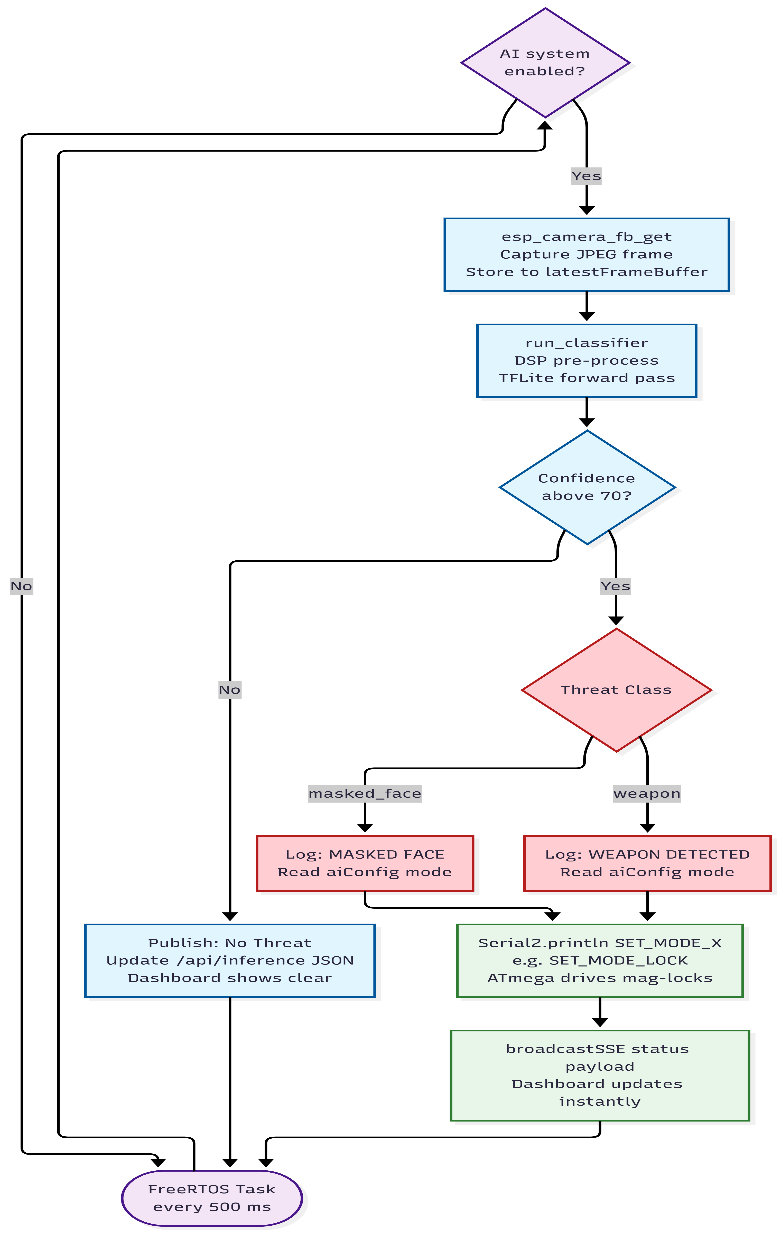 AI system
enabled?
Yes
esp_camera_fb_get
Capture JPEG frame
Store to latestFrameBuffer
run_classifier
DSP pre-process
TFLite forward pass
Confidence
above 70?
No
Yes
No
Threat Class
masked_face
weapon
Log: MASKED FACE
Read aiConfig mode
Log: WEAPON DETECTED
Read aiConfig mode
Publish: No Threat
Update /api/inference JSON
Dashboard shows clear
Serial2.println SET_MODE_X
e.g. SET_MODE_LOCK
ATmega drives mag-locks
broadcastSSE status
payload
Dashboard updates
instantly
FreeRTOS Task
every 500 ms